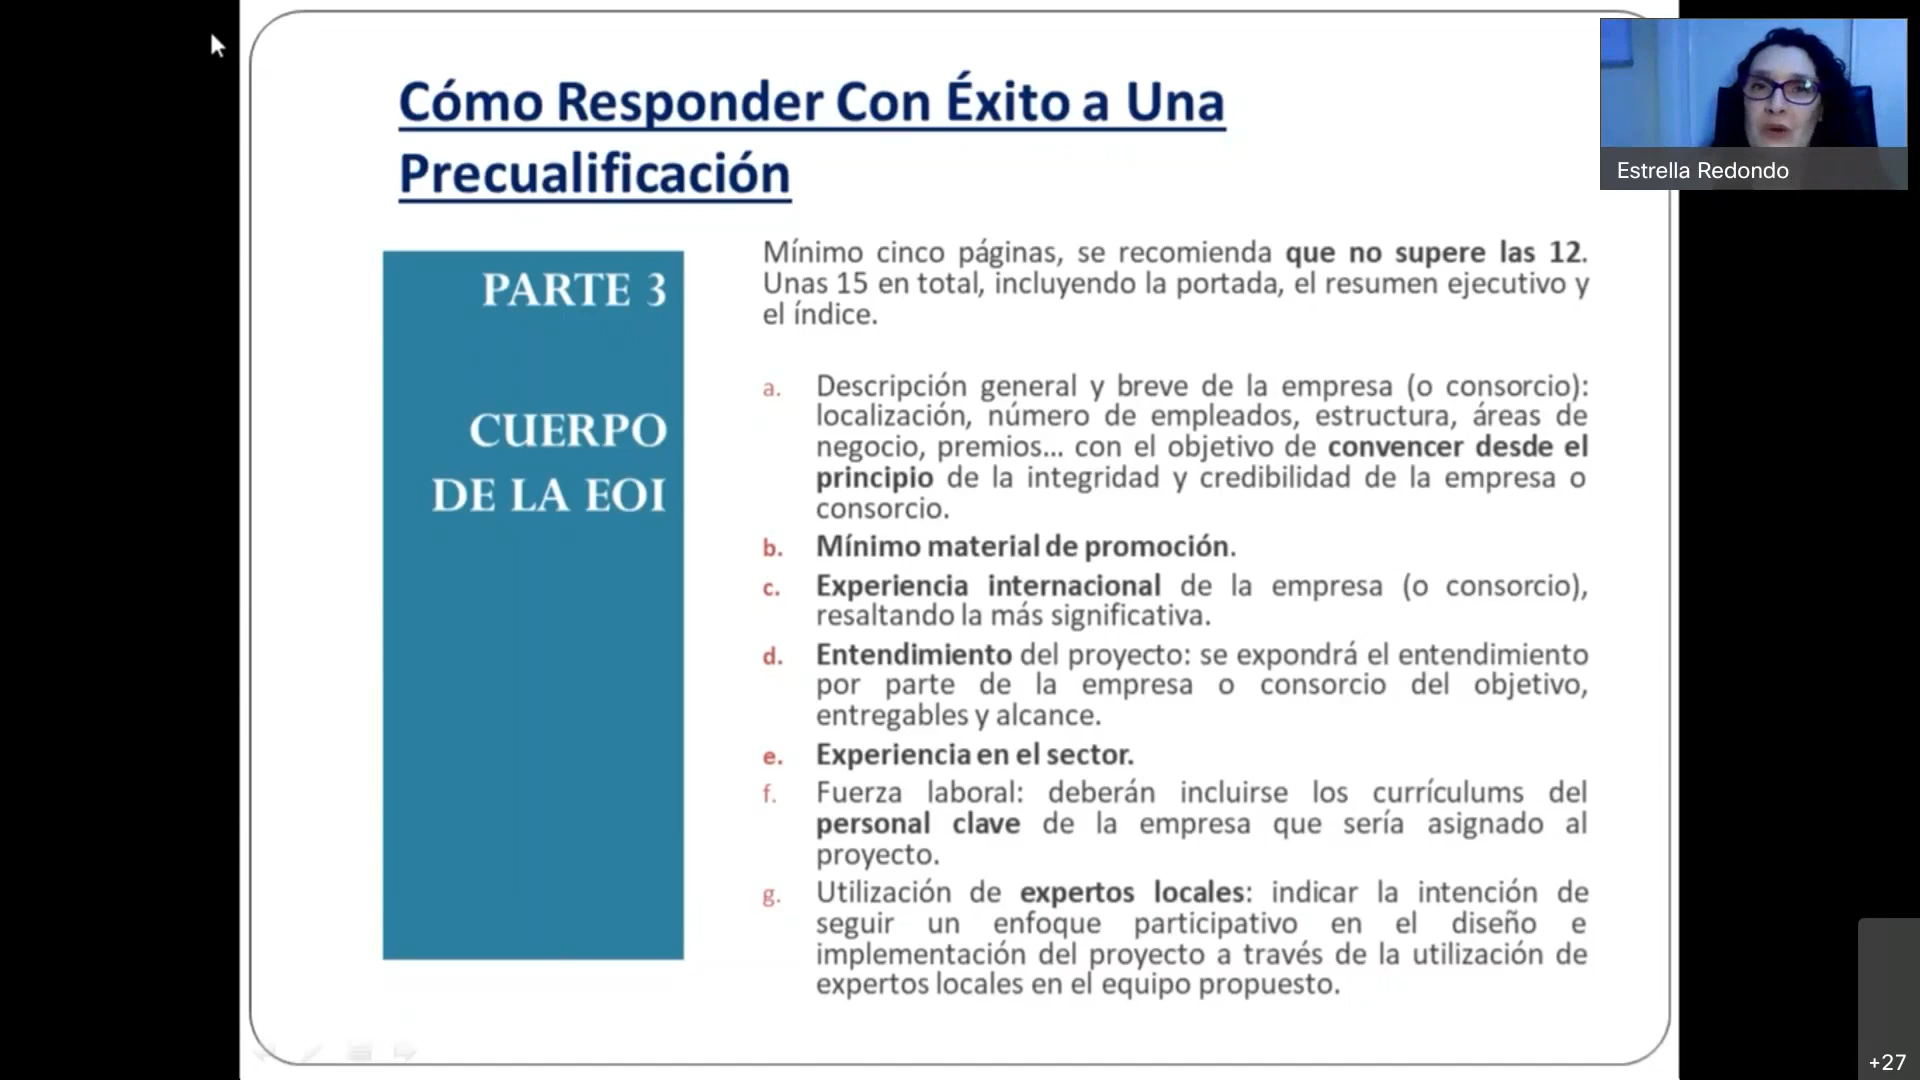 Cómo Responder Con Éxito a Una
Precualificación
Estrella Redondo
PARTE 3
CUERPO
DE LA EOI
Mínimo cinco páginas, se recomienda que no supere las 12.
Unas 15 en total, incluyendo la portada, el resumen ejecutivo y
el índice.
a. Descripción general y breve de la empresa (o consorcio):
localización, número de empleados, estructura, áreas de
negocio, premios... con el objetivo de convencer desde el
principio de la integridad y credibilidad de la empresa o
consorcio.
b. Mínimo material de promoción.
c. Experiencia internacional de la empresa (o consorcio),
resaltando la más significativa.
d. Entendimiento del proyecto: se expondrá el entendimiento
por parte de la empresa o consorcio del objetivo,
entregables y alcance.
e. Experiencia en el sector.
f. Fuerza laboral: deberán incluirse los currículums del
personal clave de la empresa que sería asignado al
proyecto.
g. Utilización de expertos locales: indicar la intención de
seguir un enfoque participativo en el diseño e
implementación del proyecto a través de la utilización de
expertos locales en el equipo propuesto.
+27